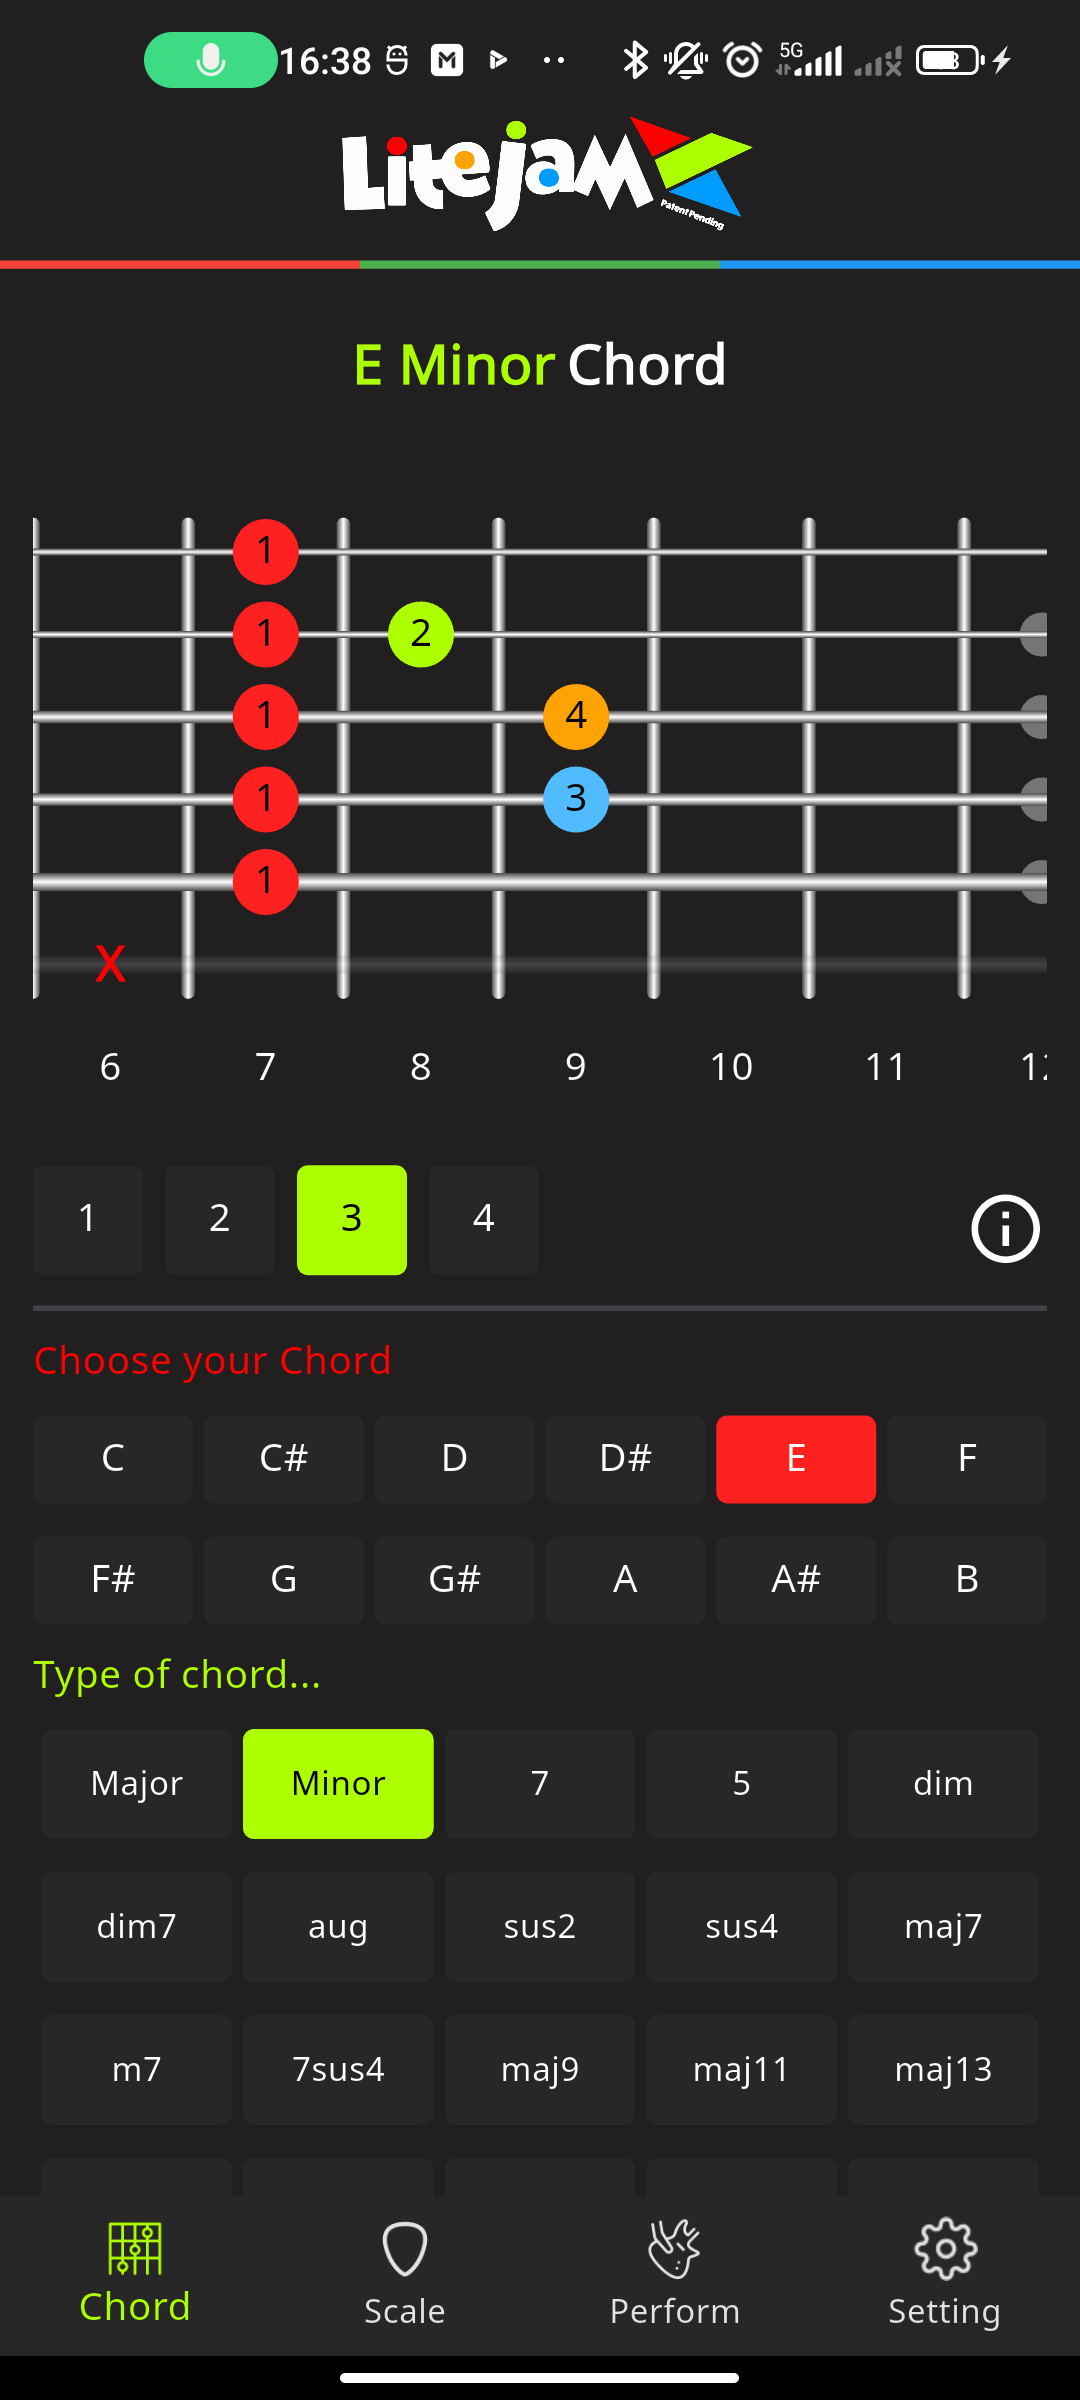 16:38
5G
Litejam
Patent Pending
E Minor Chord
1
1 2
1 4
1 3
1
X
6 7 8 9 10 11
1 2 3 4
Choose your Chord
C C# D D# E F
F# G G# A A# B
Type of chord...
Major Minor 7 5 dim
dim7 aug sus2 sus4 maj7
m7 7sus4 maj9 maj11 maj13
Chord Scale Perform Setting